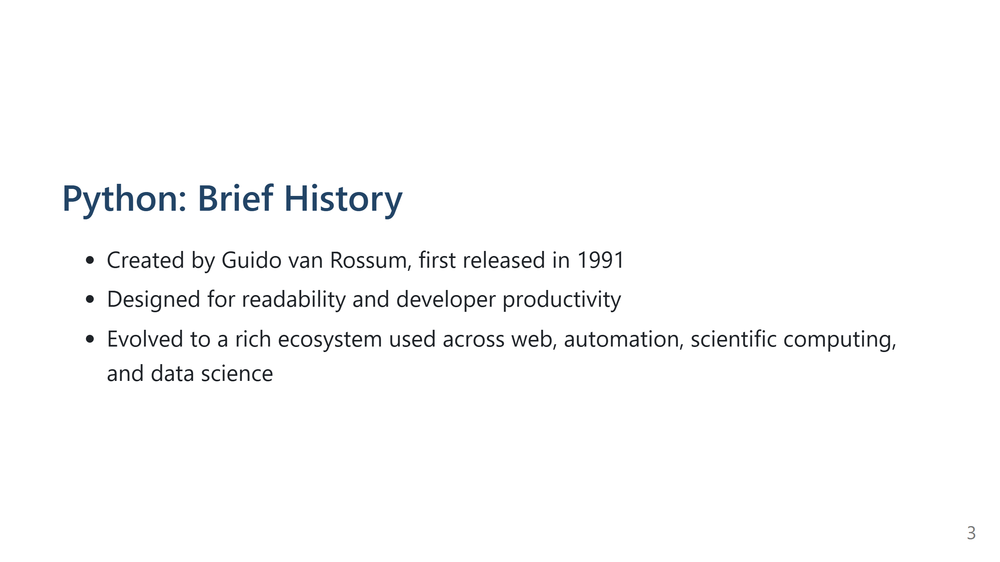 Python: Brief History
• Created by Guido van Rossum, first released in 1991
• Designed for readability and developer productivity
• Evolved to a rich ecosystem used across web, automation, scientific computing,
and data science
3